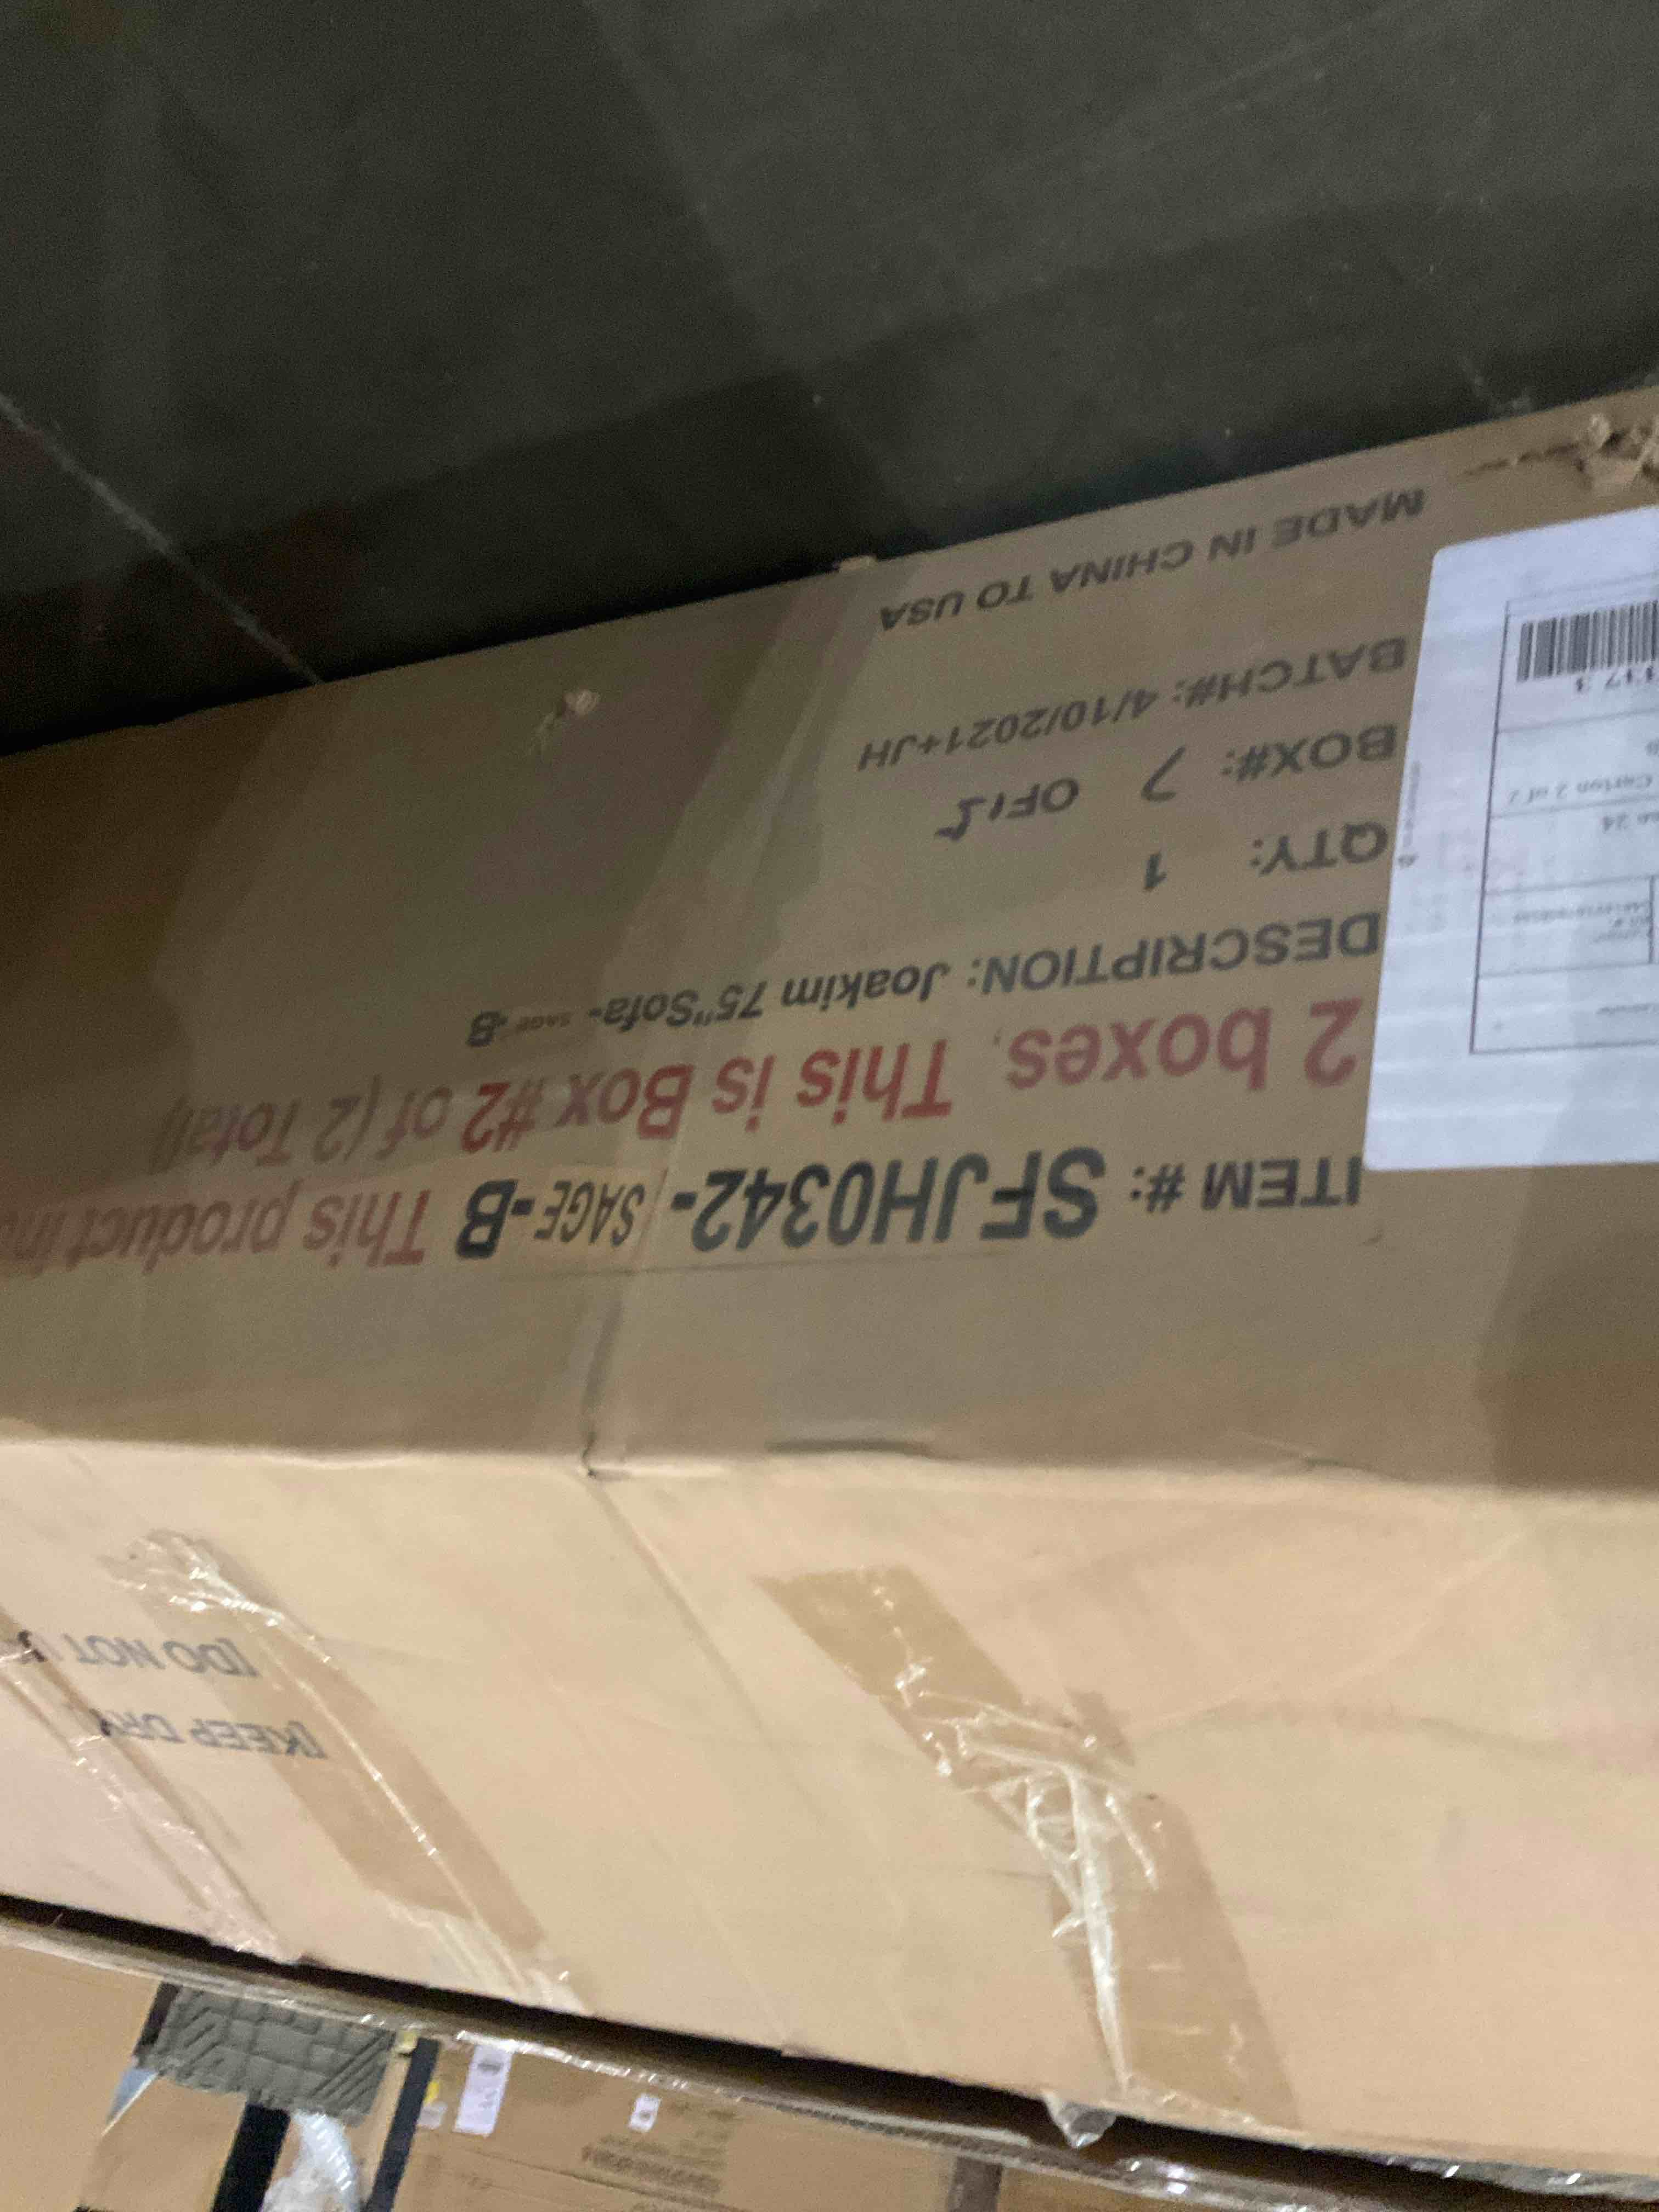 ITEM #: SFJH0342- SAGE-B This product in
2 boxes, This is Box #2 of (2 Total)
DESCRIPTION: Joakim 75"Sofa- SAGE-B
QTY: 1
BOX#: 2 OF:
BATCH#: 4/10/2021+JH
MADE IN CHINA TO USA
Carton 2 of 2
[KEEP DRY
[DO NOT